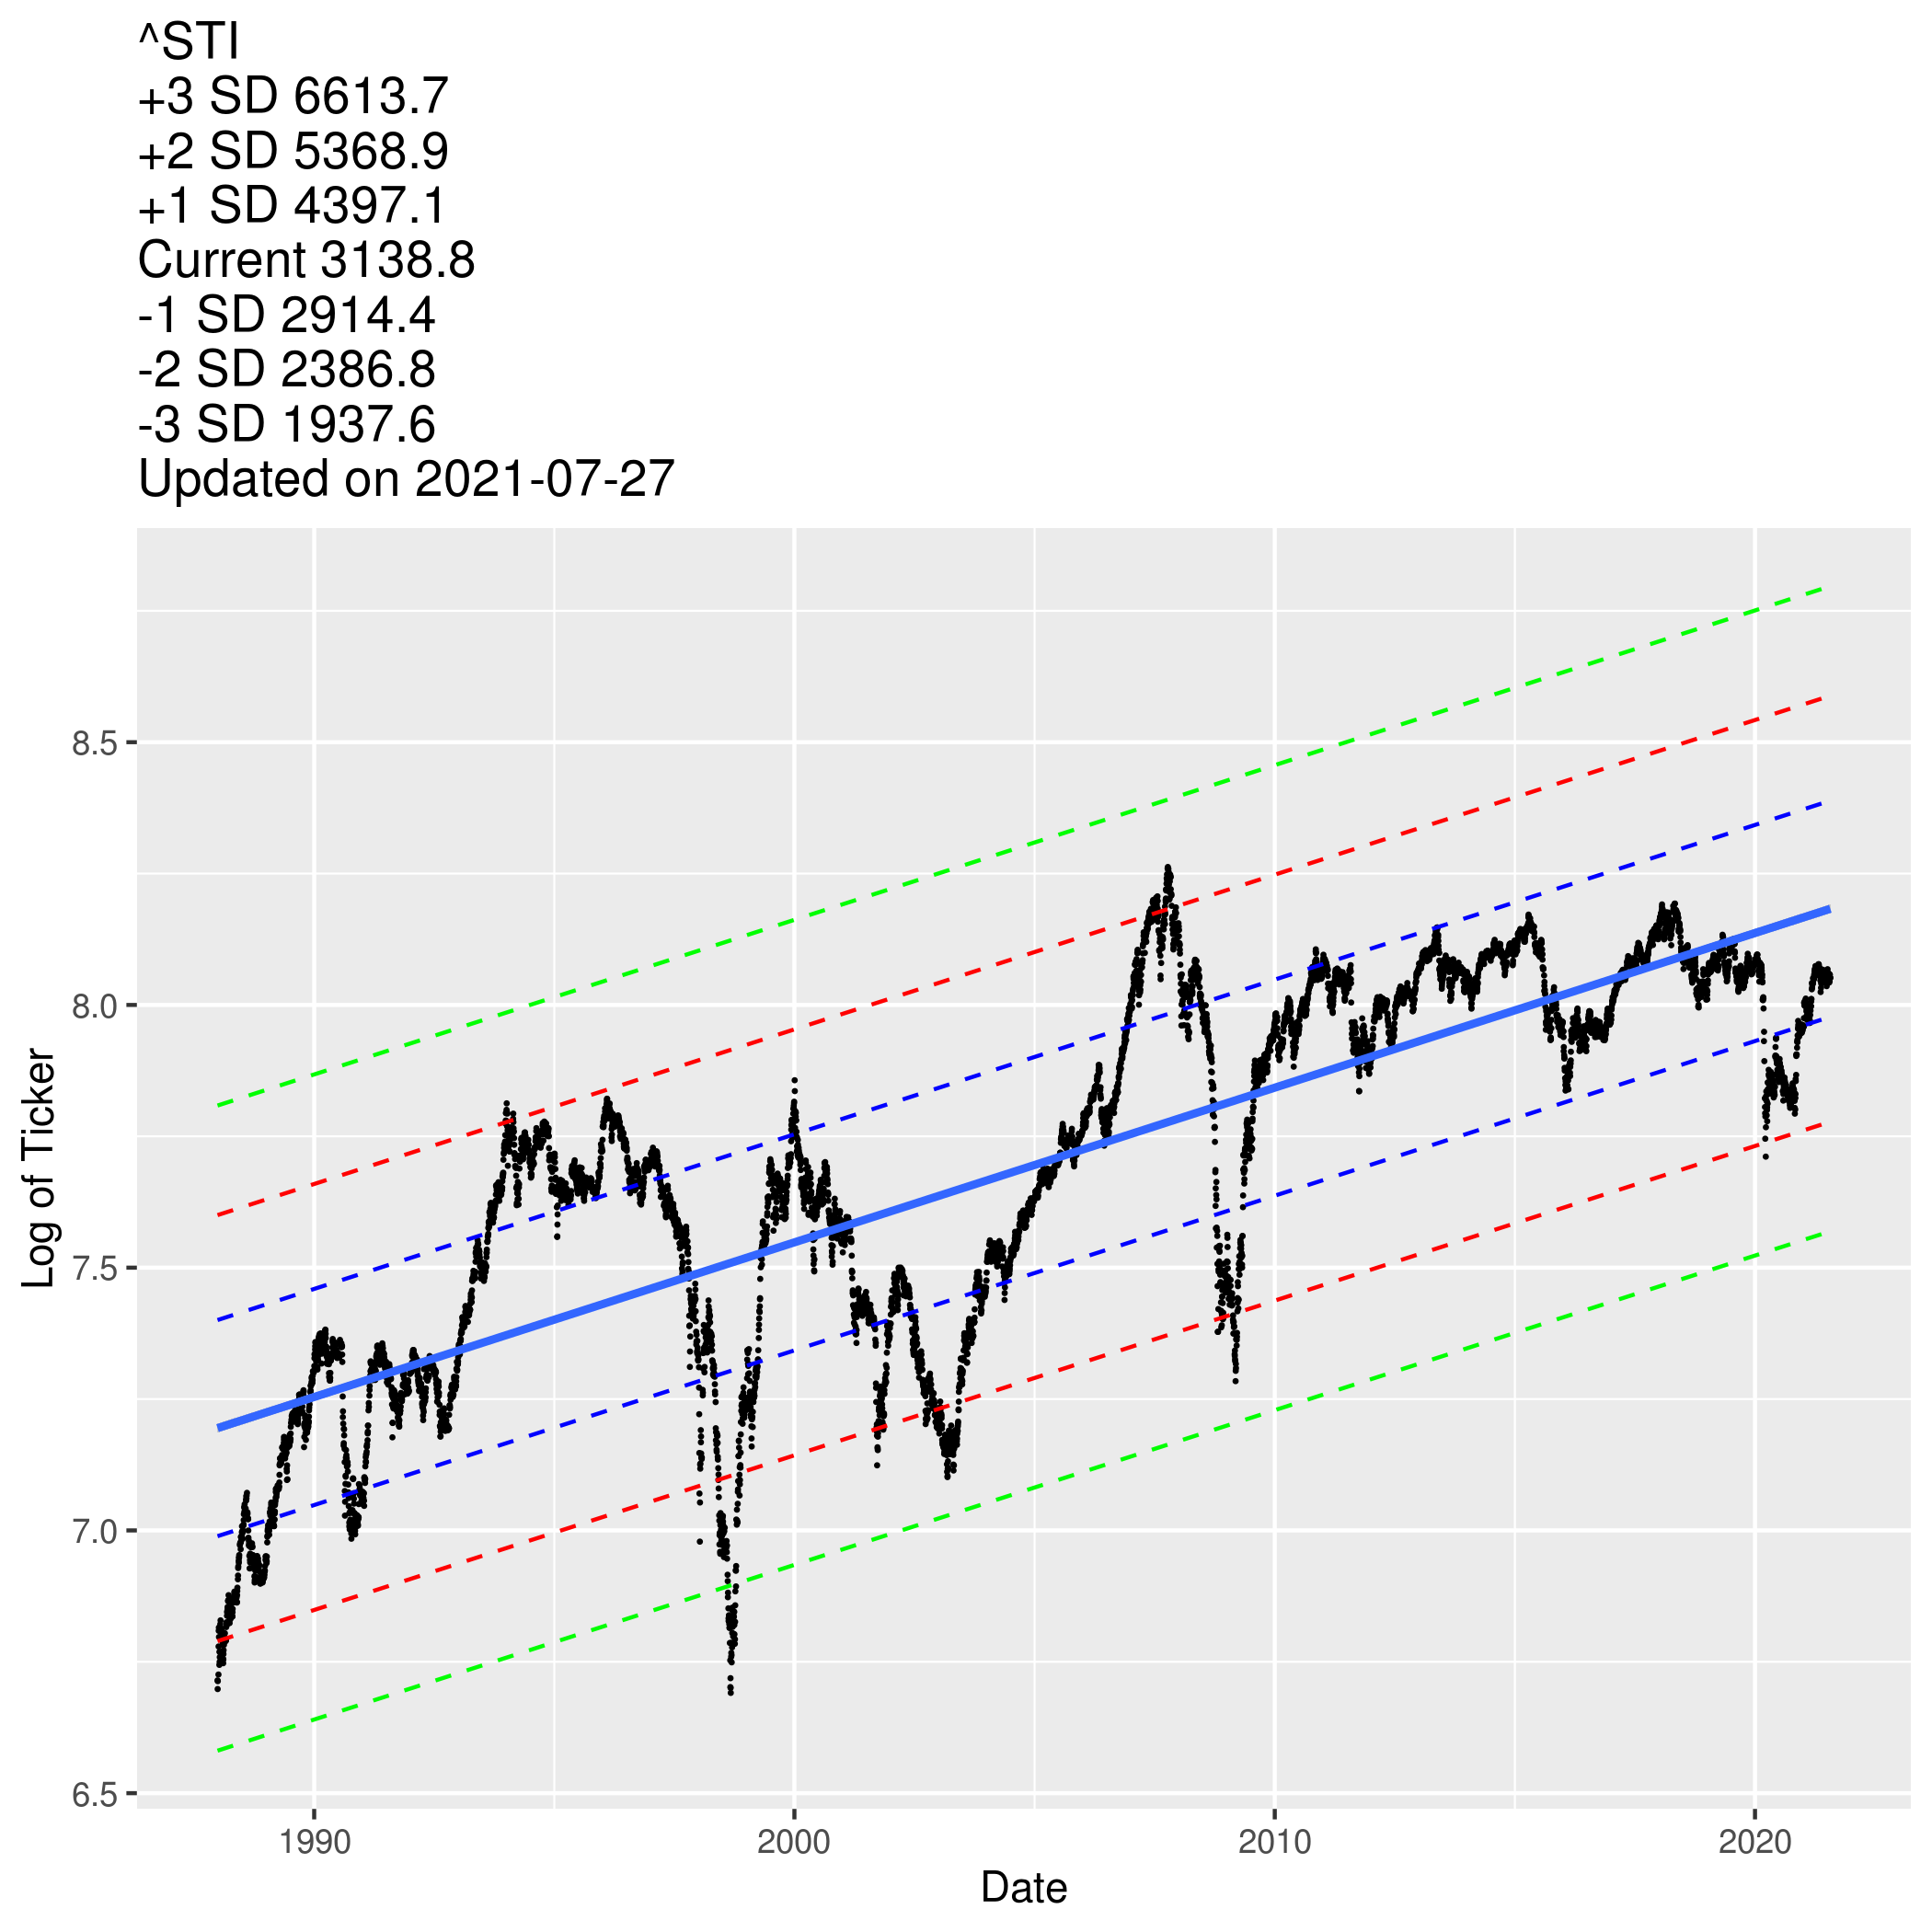 ^STI
+3 SD 6613.7
+2 SD 5368.9
+1 SD 4397.1
Current 3138.8
-1 SD 2914.4
-2 SD 2386.8
-3 SD 1937.6
Updated on 2021-07-27
Log of Ticker
8.5
8.0
7.5
7.0
6.5
1990 2000 2010 2020
Date